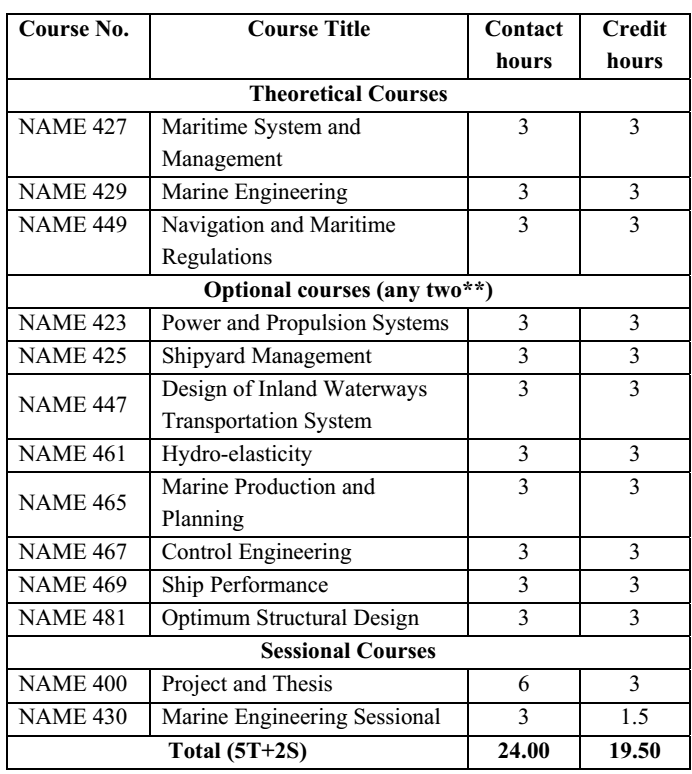 Course No. Course Title Contact hours Credit hours
Theoretical Courses
NAME 427 Maritime System and Management 3 3
NAME 429 Marine Engineering 3 3
NAME 449 Navigation and Maritime Regulations 3 3
Optional courses (any two**)
NAME 423 Power and Propulsion Systems 3 3
NAME 425 Shipyard Management 3 3
NAME 447 Design of Inland Waterways Transportation System 3 3
NAME 461 Hydro-elasticity 3 3
NAME 465 Marine Production and Planning 3 3
NAME 467 Control Engineering 3 3
NAME 469 Ship Performance 3 3
NAME 481 Optimum Structural Design 3 3
Sessional Courses
NAME 400 Project and Thesis 6 3
NAME 430 Marine Engineering Sessional 3 1.5
Total (5T+2S) 24.00 19.50